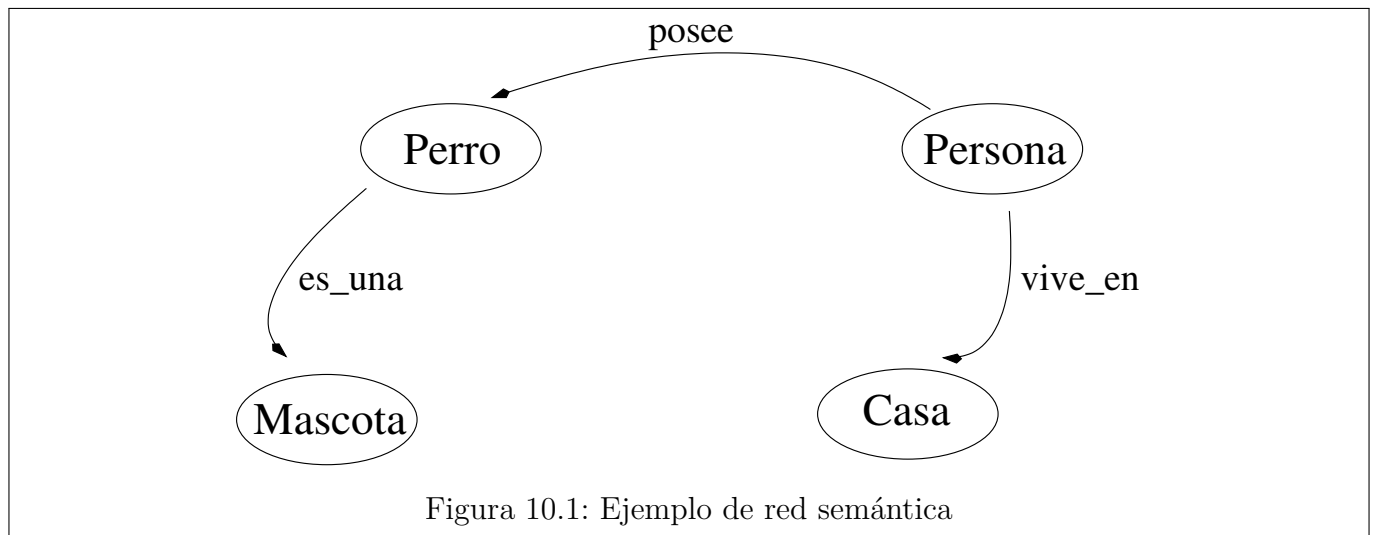 posee
Perro
Persona
es_una
vive_en
Mascota
Casa
Figura 10.1: Ejemplo de red semántica